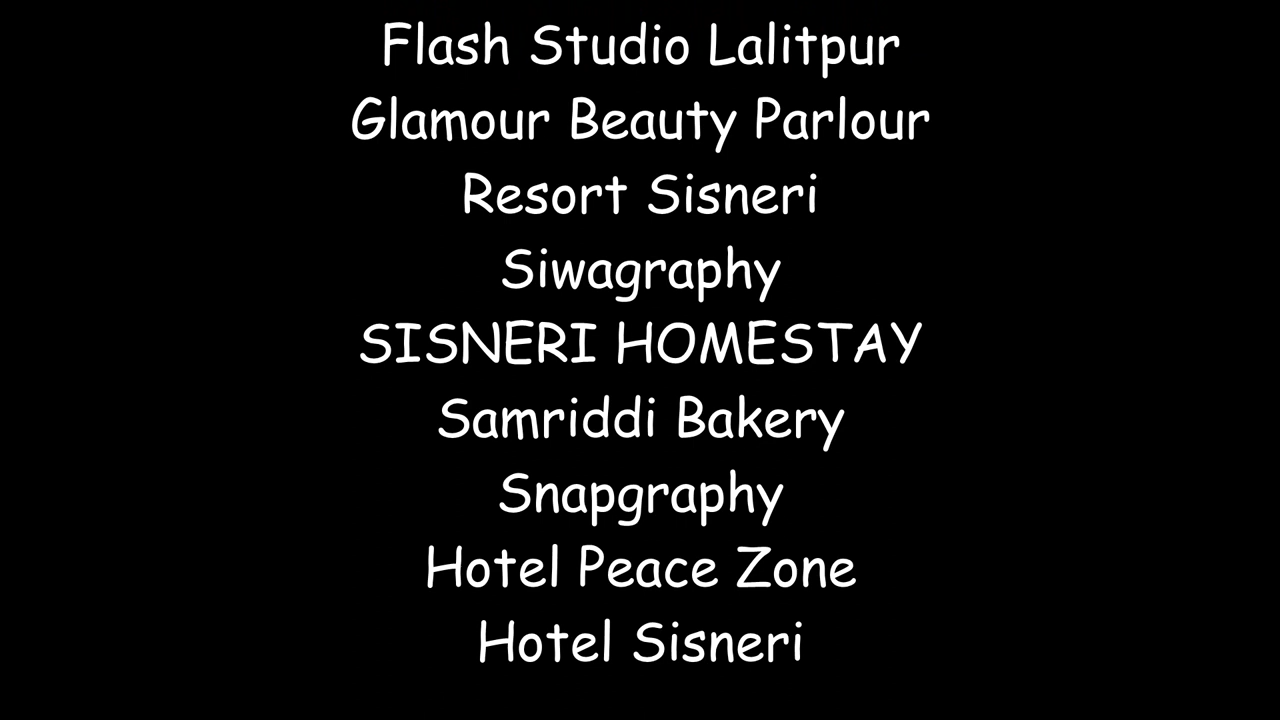 Flash Studio Lalitpur
Glamour Beauty Parlour
Resort Sisneri
Siwagraphy
SISNERI HOMESTAY
Samriddi Bakery
Snapgraphy
Hotel Peace Zone
Hotel Sisneri